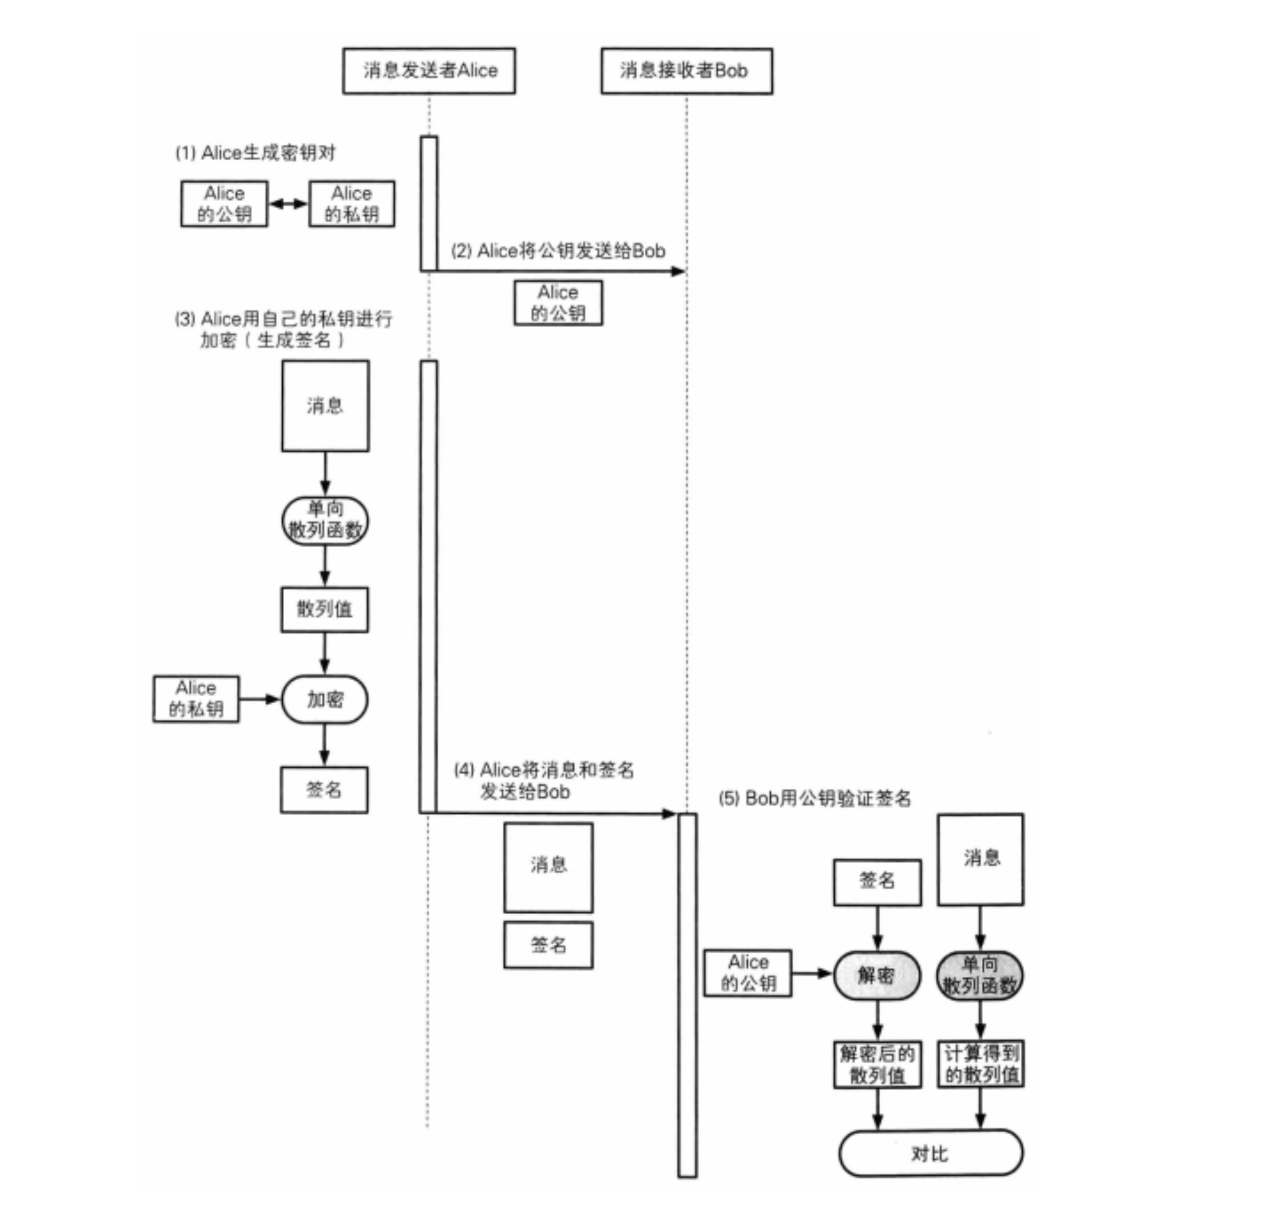 消息发送者Alice
消息接收者Bob
(1) Alice生成密钥对
Alice
的公钥
Alice
的私钥
(2) Alice将公钥发送给Bob
Alice
的公钥
(3) Alice用自己的私钥进行
加密（生成签名）
消息
单向
散列函数
散列值
Alice
的私钥
加密
签名
(4) Alice将消息和签名
发送给Bob
消息
签名
(5) Bob用公钥验证签名
签名
消息
Alice
的公钥
解密
单向
散列函数
解密后的
散列值
计算得到
的散列值
对比